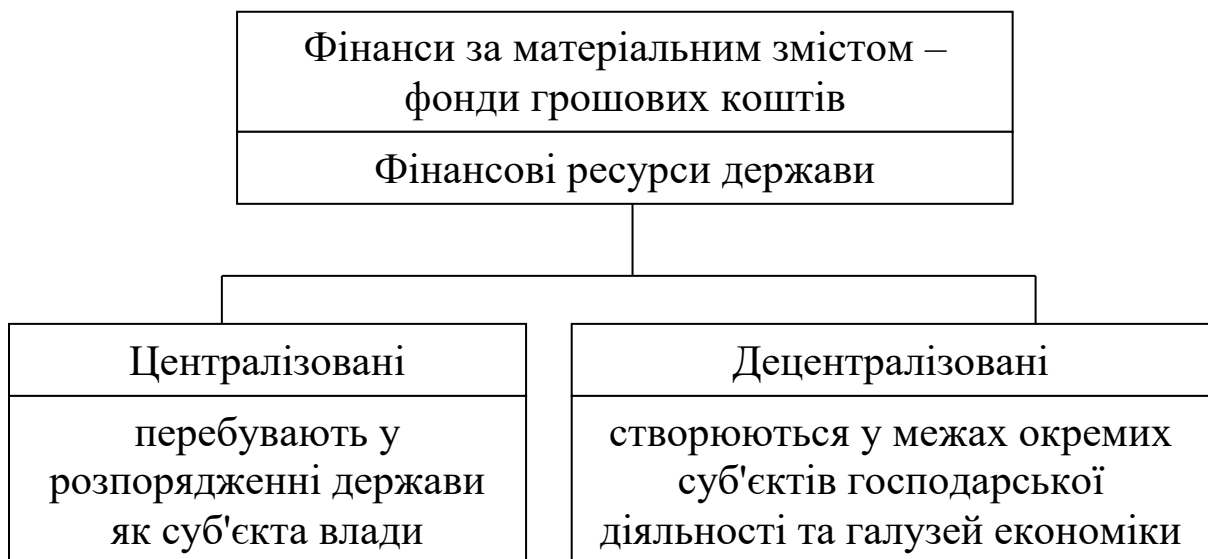 Фінанси за матеріальним змістом –
фонди грошових коштів
Фінансові ресурси держави
Централізовані
перебувають у
розпорядженні держави
як суб'єкта влади
Децентралізовані
створюються у межах окремих
суб'єктів господарської
діяльності та галузей економіки